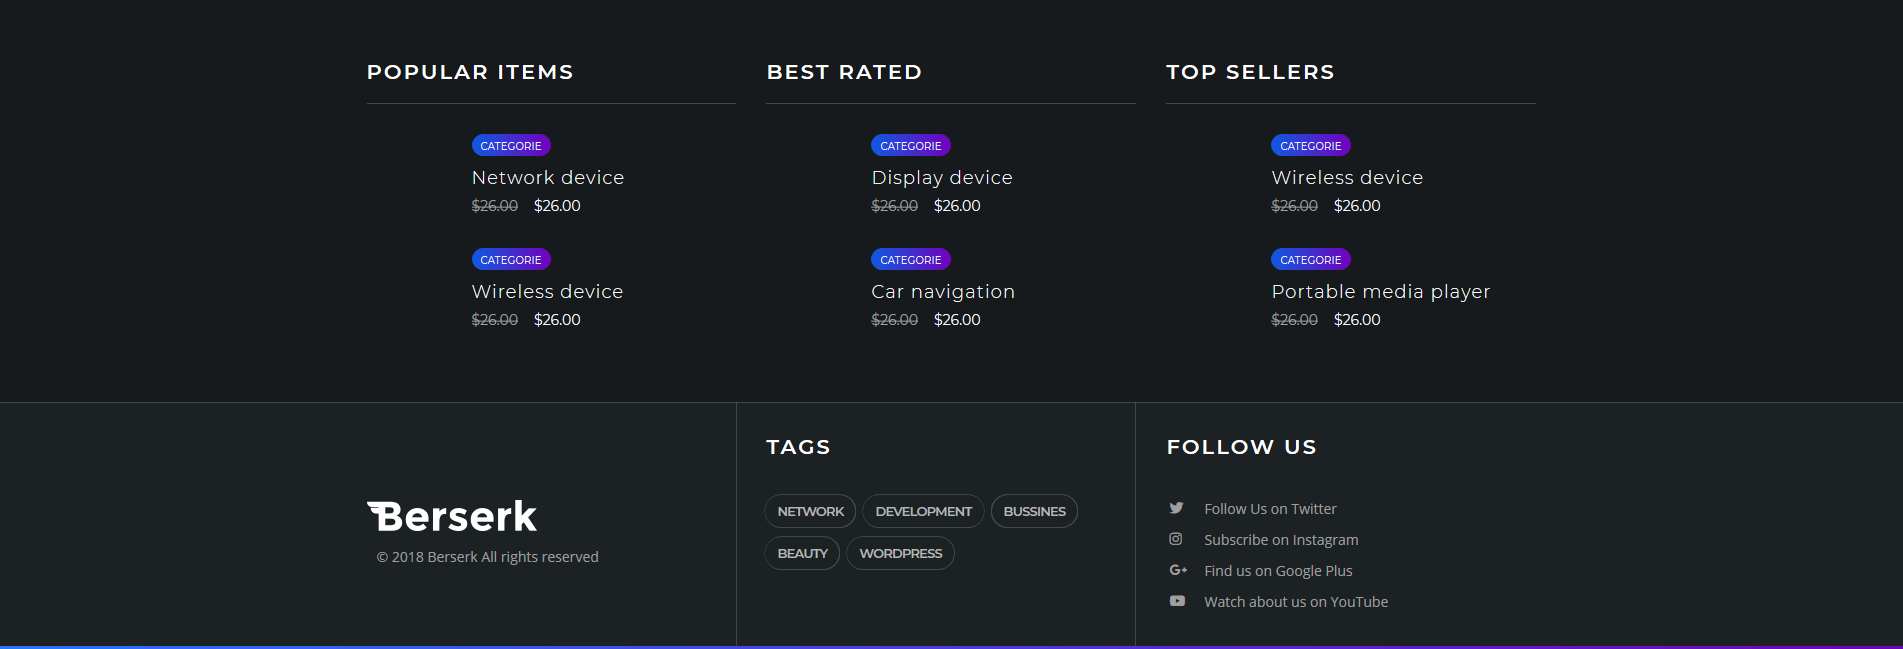 POPULAR ITEMS
CATEGORIE
Network device
$26.00 $26.00
CATEGORIE
Wireless device
$26.00 $26.00
BEST RATED
CATEGORIE
Display device
$26.00 $26.00
CATEGORIE
Car navigation
$26.00 $26.00
TOP SELLERS
CATEGORIE
Wireless device
$26.00 $26.00
CATEGORIE
Portable media player
$26.00 $26.00
Berserk
© 2018 Berserk All rights reserved
TAGS
NETWORK DEVELOPMENT BUSSINES
BEAUTY WORDPRESS
FOLLOW US
Follow Us on Twitter
Subscribe on Instagram
Find us on Google Plus
Watch about us on YouTube